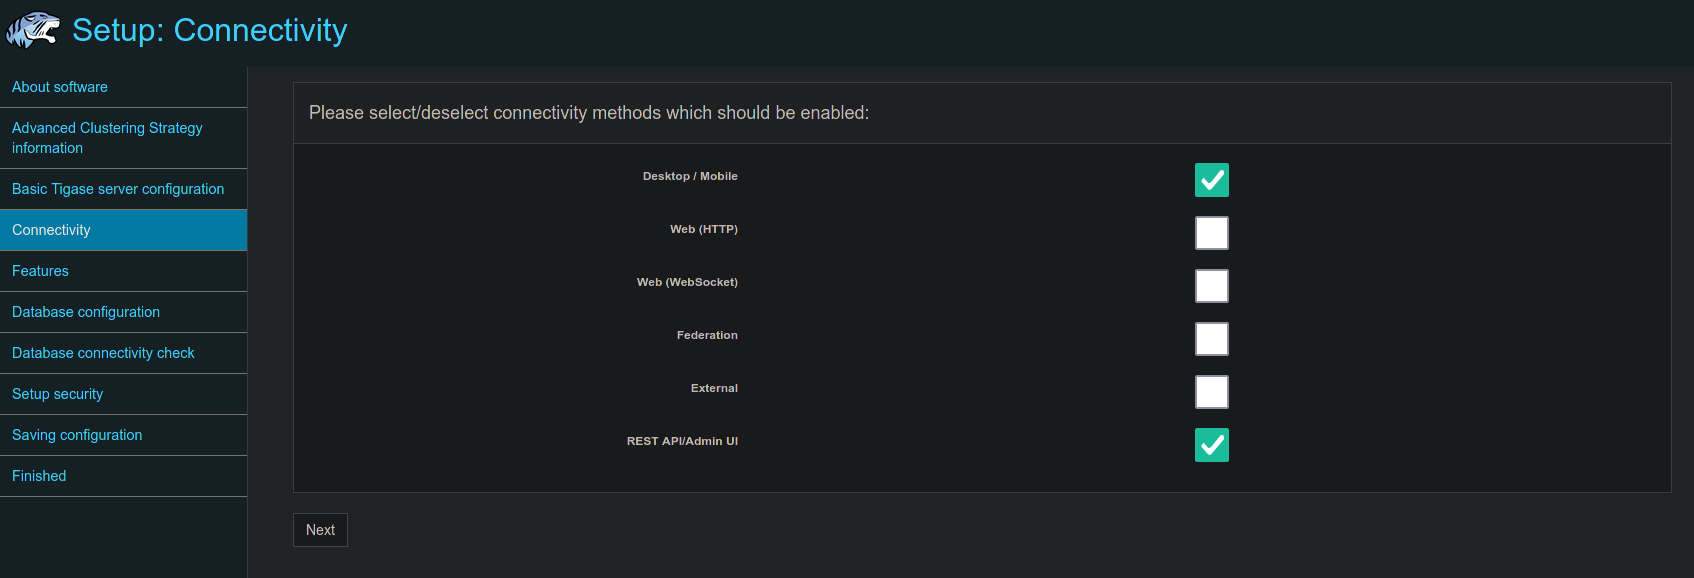 Setup: Connectivity
About software
Advanced Clustering Strategy
information
Basic Tigase server configuration
Connectivity
Features
Database configuration
Database connectivity check
Setup security
Saving configuration
Finished
Please select/deselect connectivity methods which should be enabled:
Desktop / Mobile
Web (HTTP)
Web (WebSocket)
Federation
External
REST API/Admin UI
Next